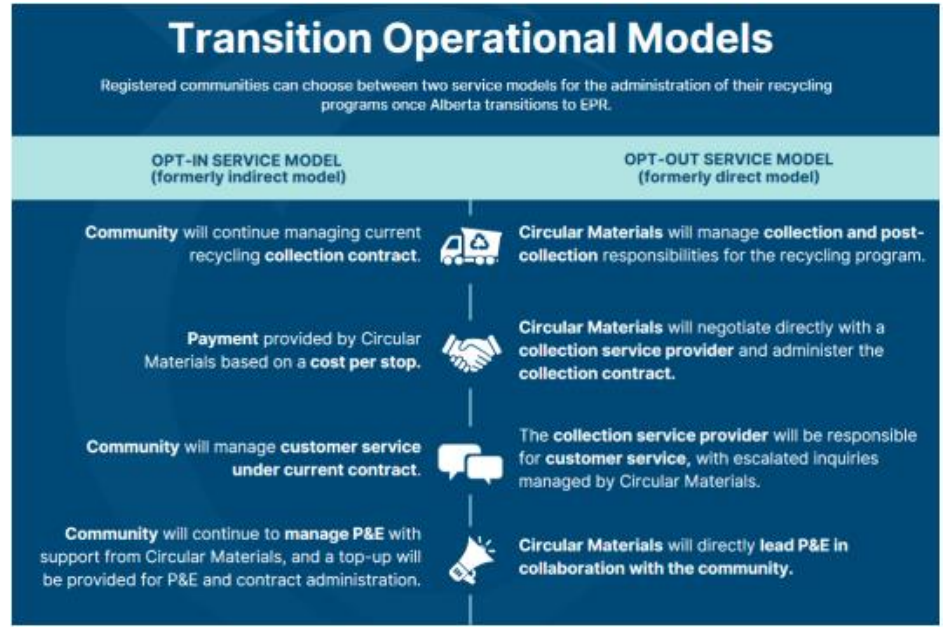 Transition Operational Models
Registered communities can choose between two service models for the administration of their recycling
programs once Alberta transitions to EPR.
OPT-IN SERVICE MODEL
(formerly indirect model)
OPT-OUT SERVICE MODEL
(formerly direct model)
Community will continue managing current
recycling collection contract.
Circular Materials will manage collection and post-
collection responsibilities for the recycling program.
Payment provided by Circular
Materials based on a cost per stop.
Circular Materials will negotiate directly with a
collection service provider and administer the
collection contract.
Community will manage customer service
under current contract.
The collection service provider will be responsible
for customer service, with escalated inquiries
managed by Circular Materials.
Community will continue to manage P&E with
support from Circular Materials, and a top-up will
be provided for P&E and contract administration.
Circular Materials will directly lead P&E in
collaboration with the community.